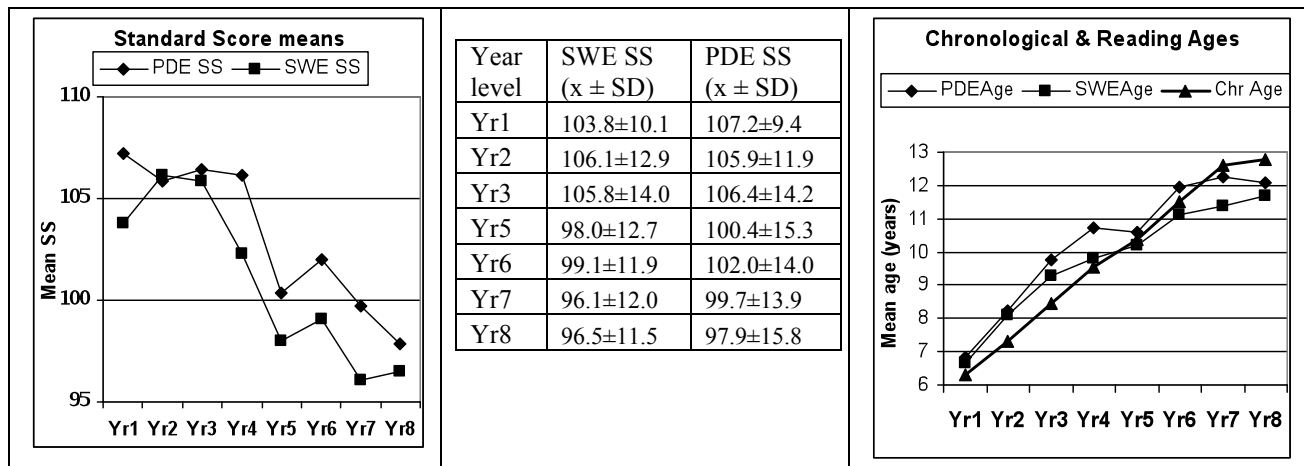 Standard Score means
PDE SS SWE SS
110
105
100
95
Mean SS
Yr1 Yr2 Yr3 Yr4 Yr5 Yr6 Yr7 Yr8
Year level SWE SS (x ± SD) PDE SS (x ± SD)
Yr1 103.8±10.1 107.2±9.4
Yr2 106.1±12.9 105.9±11.9
Yr3 105.8±14.0 106.4±14.2
Yr5 98.0±12.7 100.4±15.3
Yr6 99.1±11.9 102.0±14.0
Yr7 96.1±12.0 99.7±13.9
Yr8 96.5±11.5 97.9±15.8
Chronological & Reading Ages
PDEAge SWEAge Chr Age
13
12
11
10
9
8
7
6
Mean age (years)
Yr1 Yr2 Yr3 Yr4 Yr5 Yr6 Yr7 Yr8